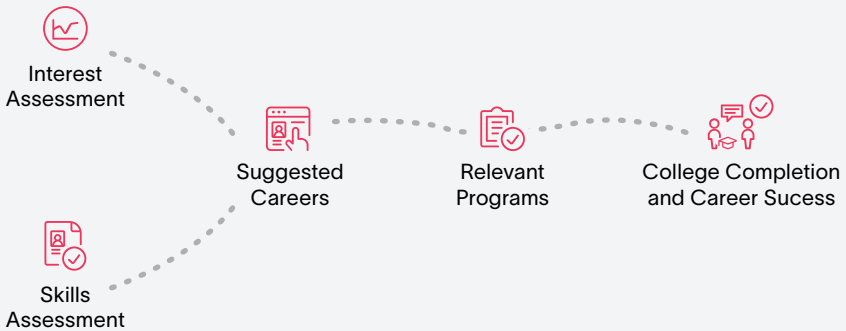 Interest
Assessment
Suggested
Careers
Relevant
Programs
College Completion
and Career Sucess
Skills
Assessment